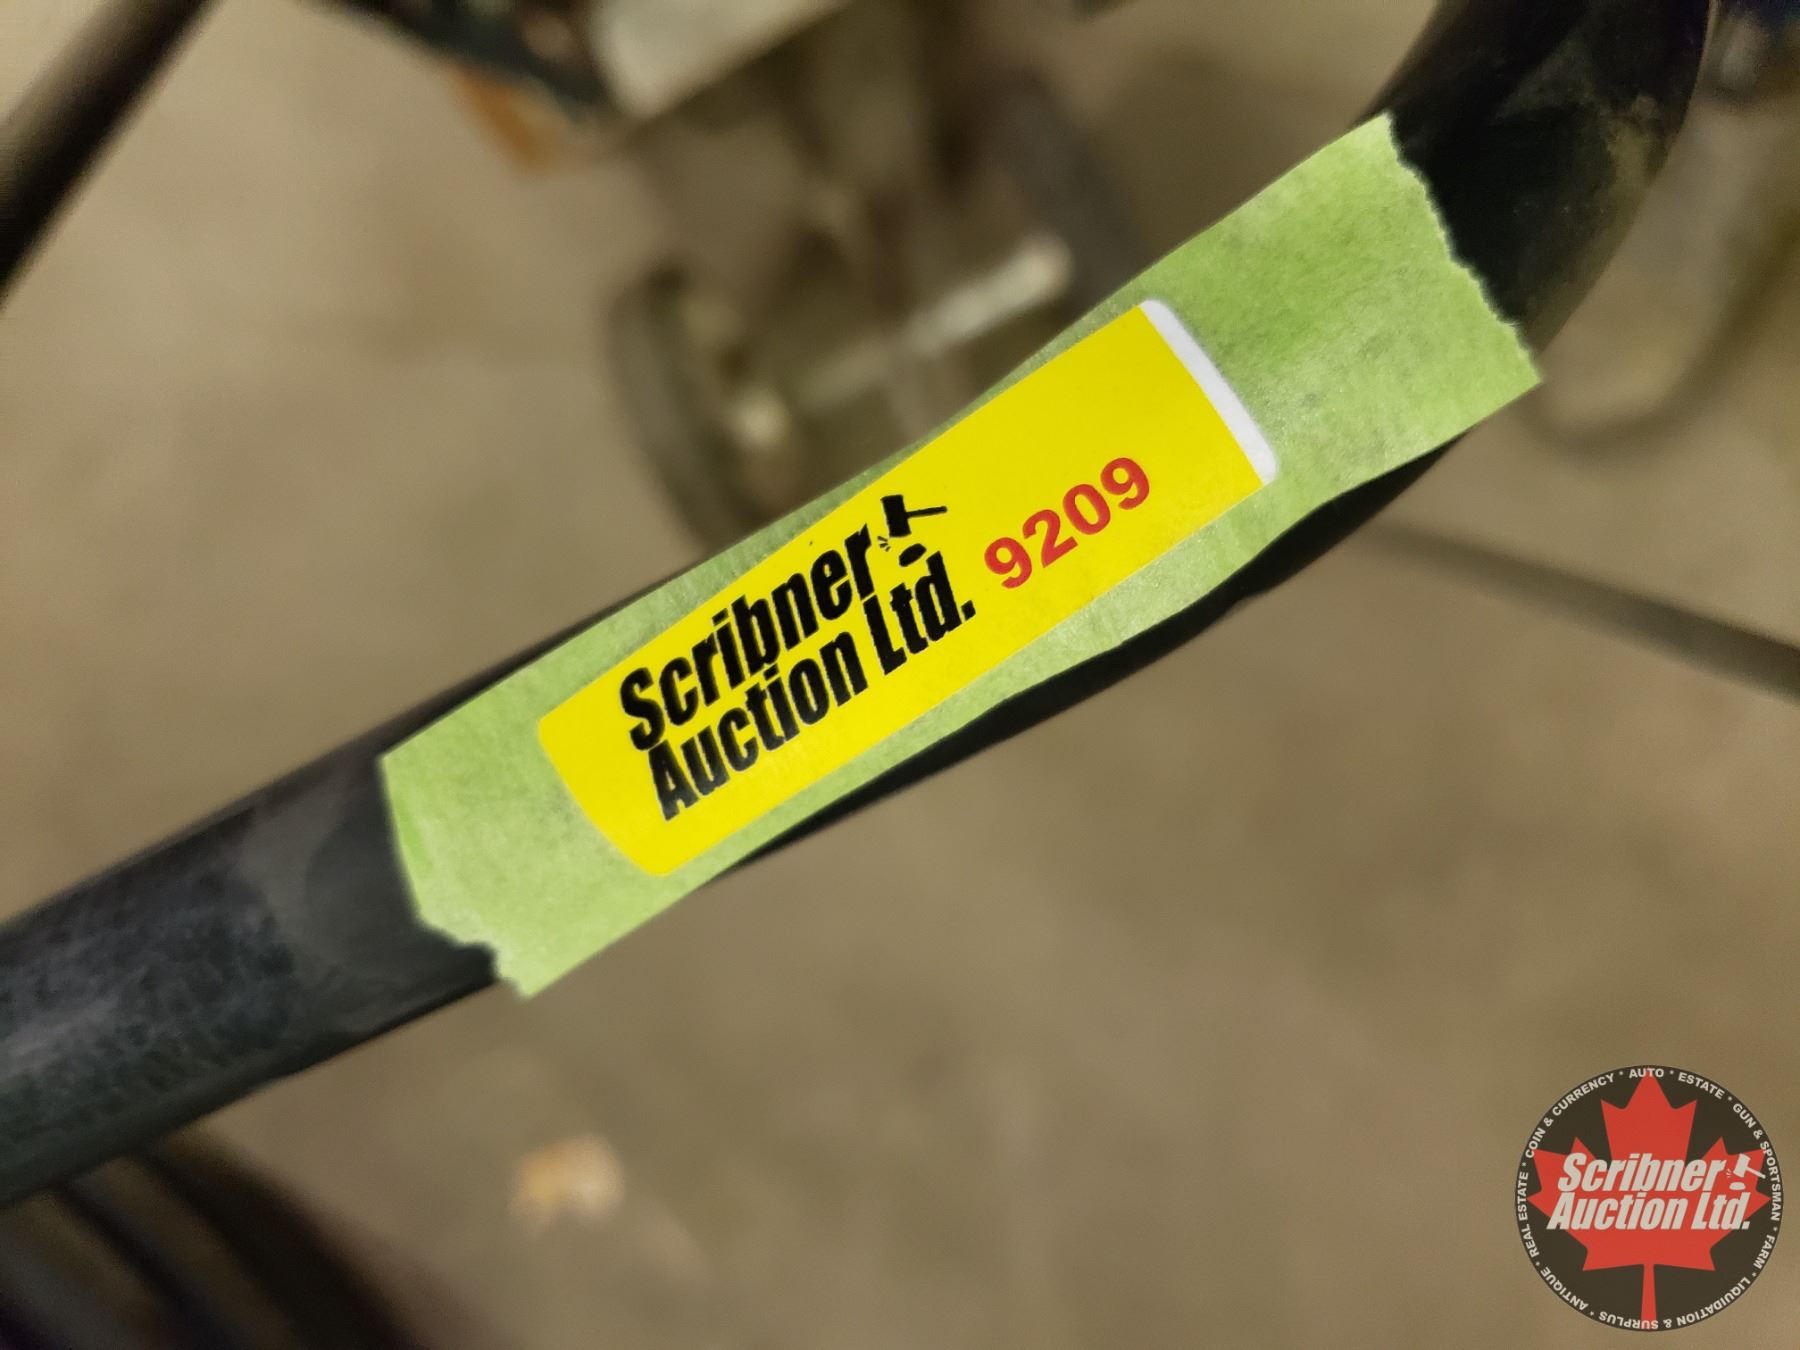 Scribner
Auction Ltd.
9209
COIN & CURRENCY * AUTO * ESTATE * GUN & SPORTSMAN * FARM * LIQUIDATION & SURPLUS * ANTIQUE * REAL ESTATE *
Scribner
Auction Ltd.